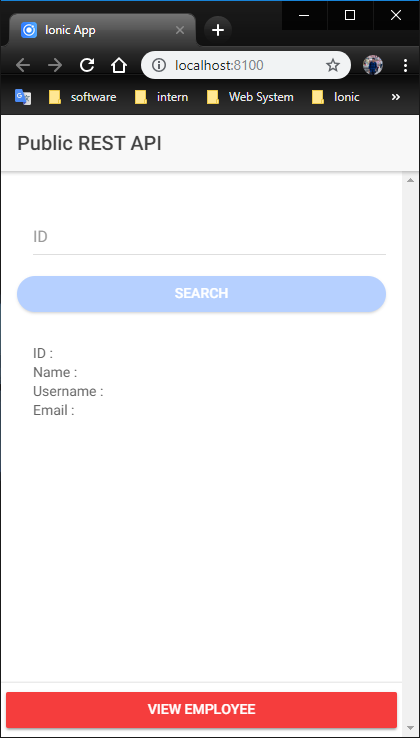 Ionic App
localhost:8100
software intern Web System Ionic »
Public REST API
ID
SEARCH
ID :
Name :
Username :
Email :
VIEW EMPLOYEE